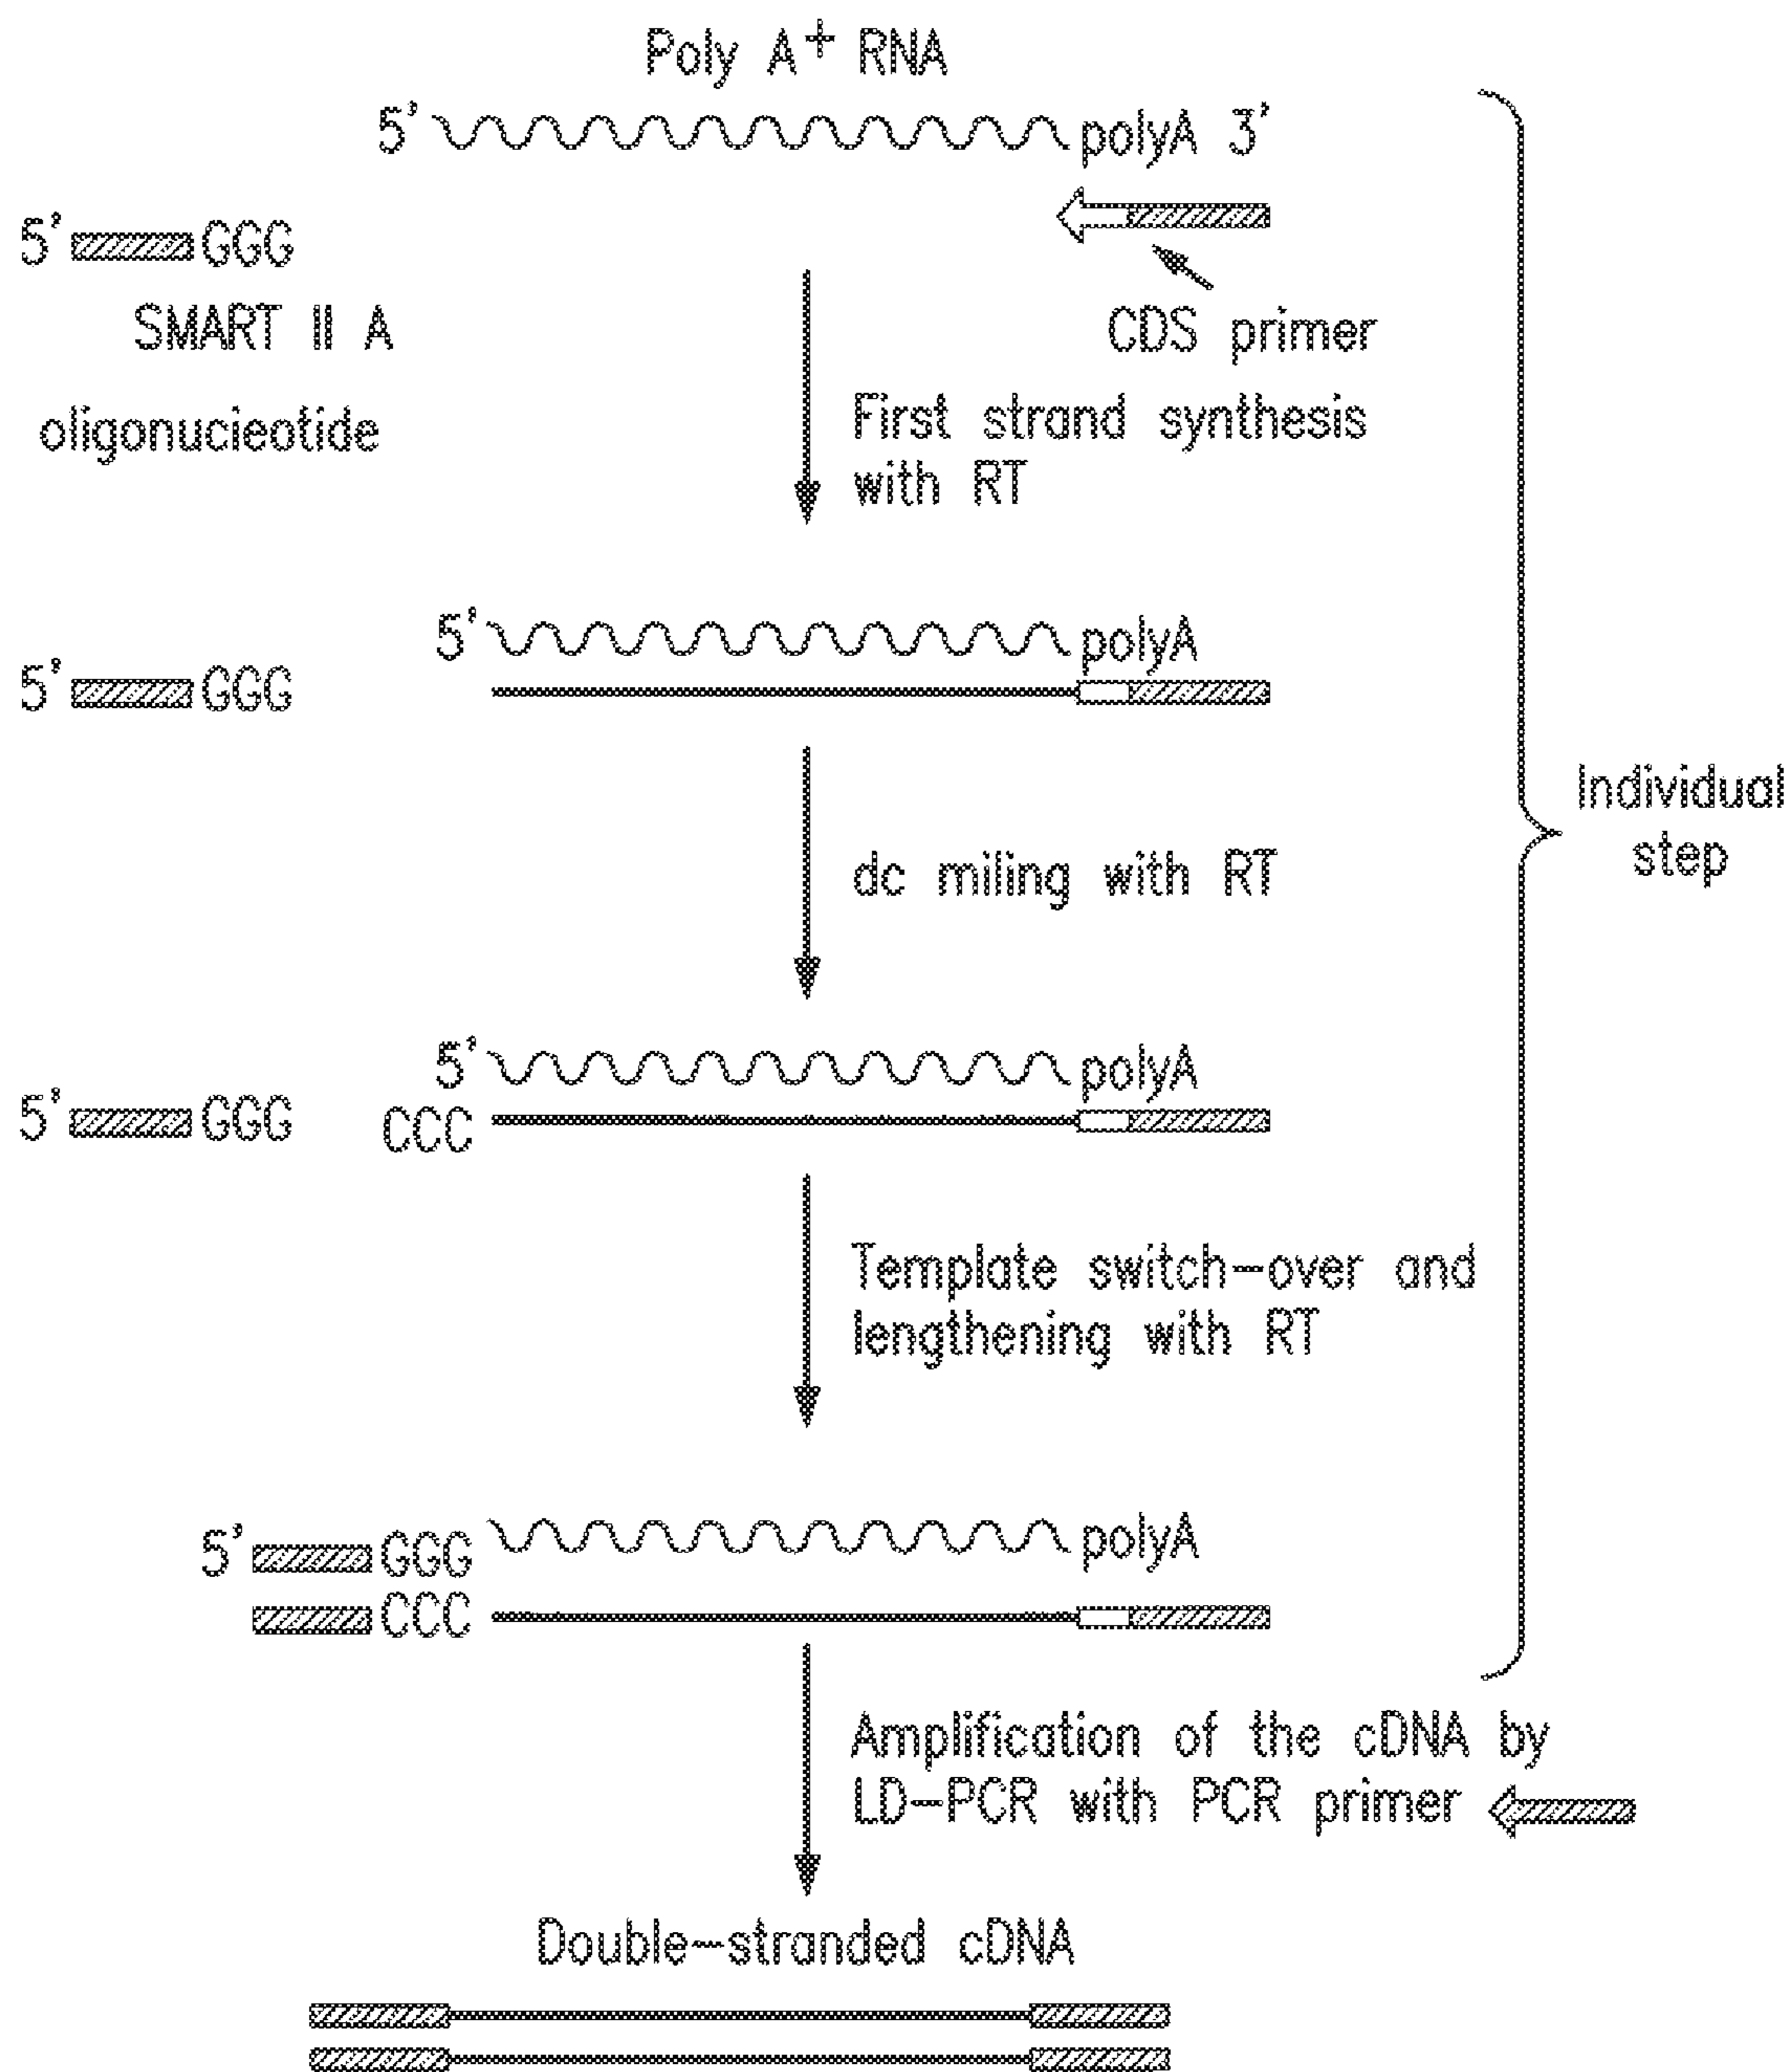 Poly A+ RNA
5' polyA 3'
5' GGG
SMART II A
oligonucieotide
CDS primer
First strand synthesis
with RT
5' polyA
5' GGG
dc miling with RT
5' polyA
5' GGG CCC
Template switch-over and
lengthening with RT
5' GGG polyA
CCC
Individual
step
Amplification of the cDNA by
LD-PCR with PCR primer
Double-stranded cDNA